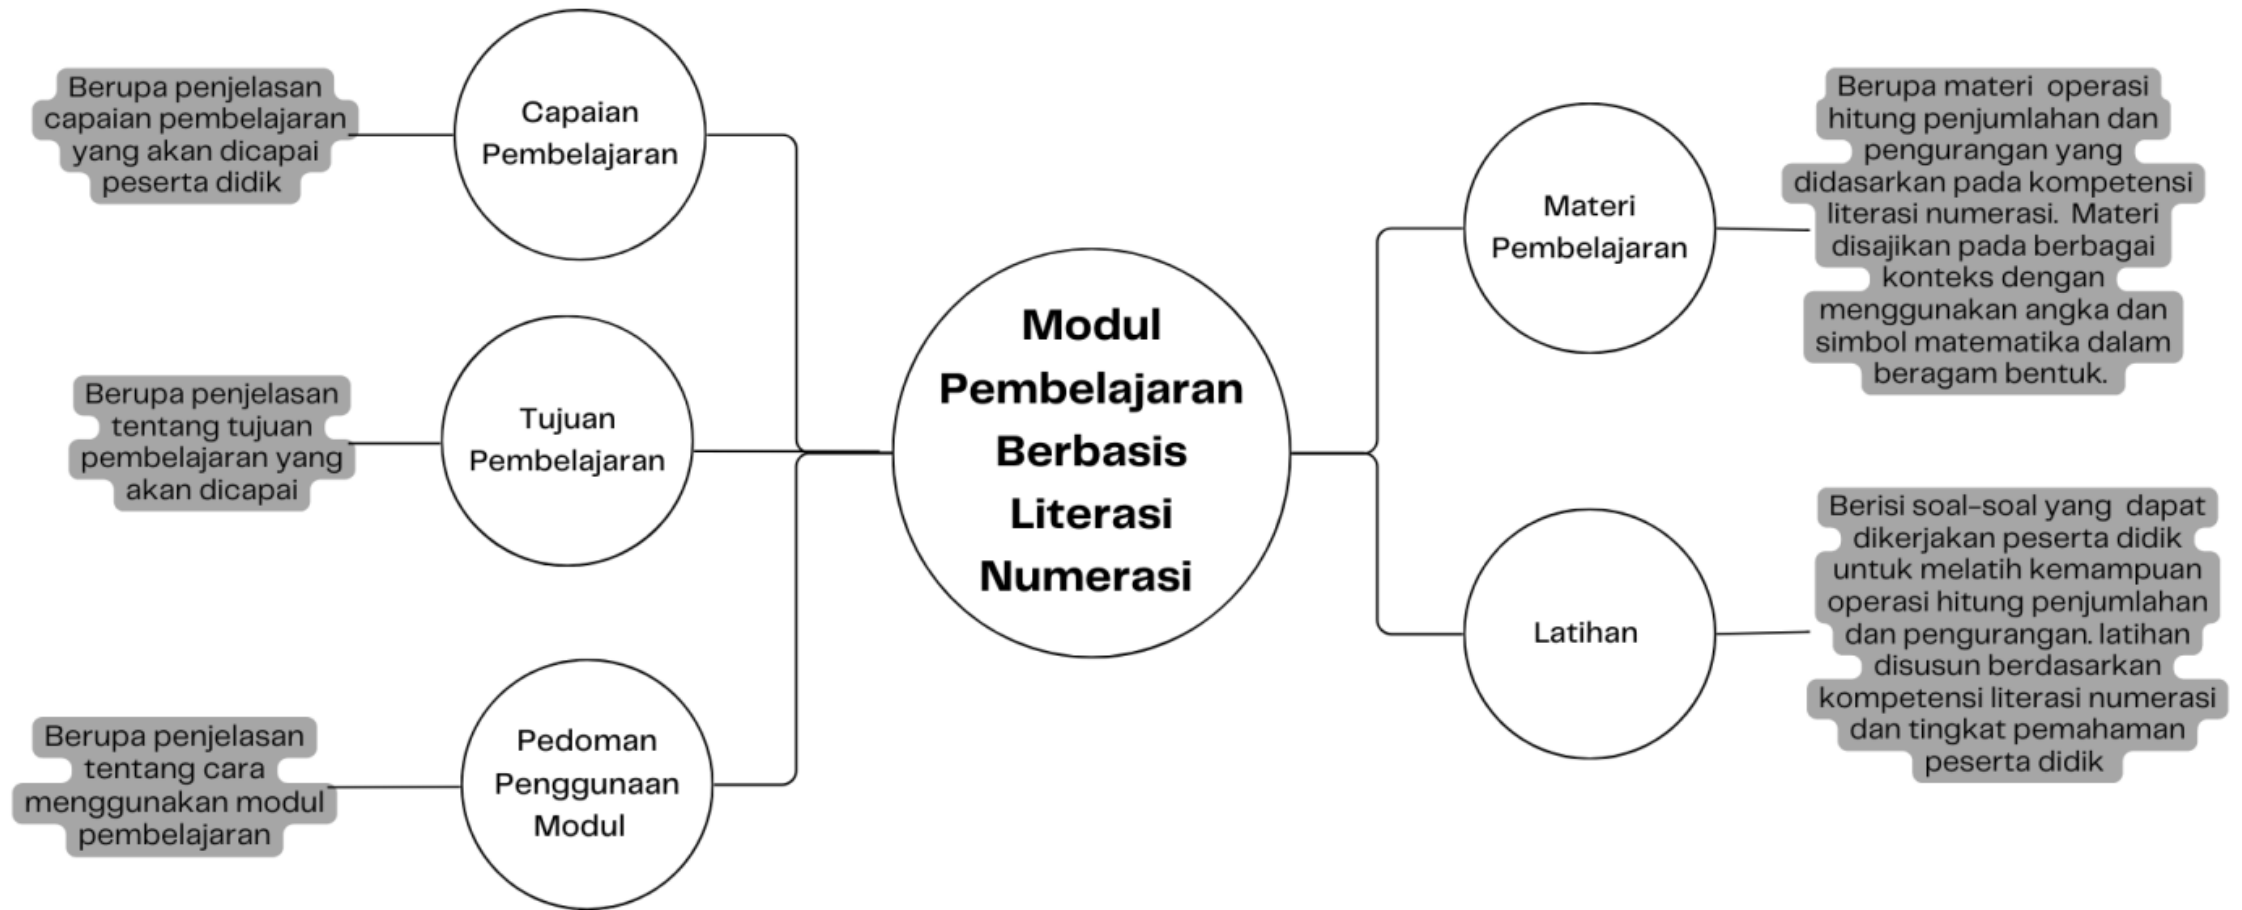 Berupa penjelasan
capaian pembelajaran
yang akan dicapai
peserta didik
Capaian
Pembelajaran
Berupa penjelasan
tentang tujuan
pembelajaran yang
akan dicapai
Tujuan
Pembelajaran
Berupa penjelasan
tentang cara
menggunakan modul
pembelajaran
Pedoman
Penggunaan
Modul
Modul
Pembelajaran
Berbasis
Literasi
Numerasi
Materi
Pembelajaran
Berupa materi  operasi
hitung penjumlahan dan
pengurangan yang
didasarkan pada kompetensi
literasi numerasi.  Materi
disajikan pada berbagai
konteks dengan
menggunakan angka dan
simbol matematika dalam
beragam bentuk.
Latihan
Berisi soal-soal yang  dapat
dikerjakan peserta didik
untuk melatih kemampuan
operasi hitung penjumlahan
dan pengurangan. latihan
disusun berdasarkan
kompetensi literasi numerasi
dan tingkat pemahaman
peserta didik